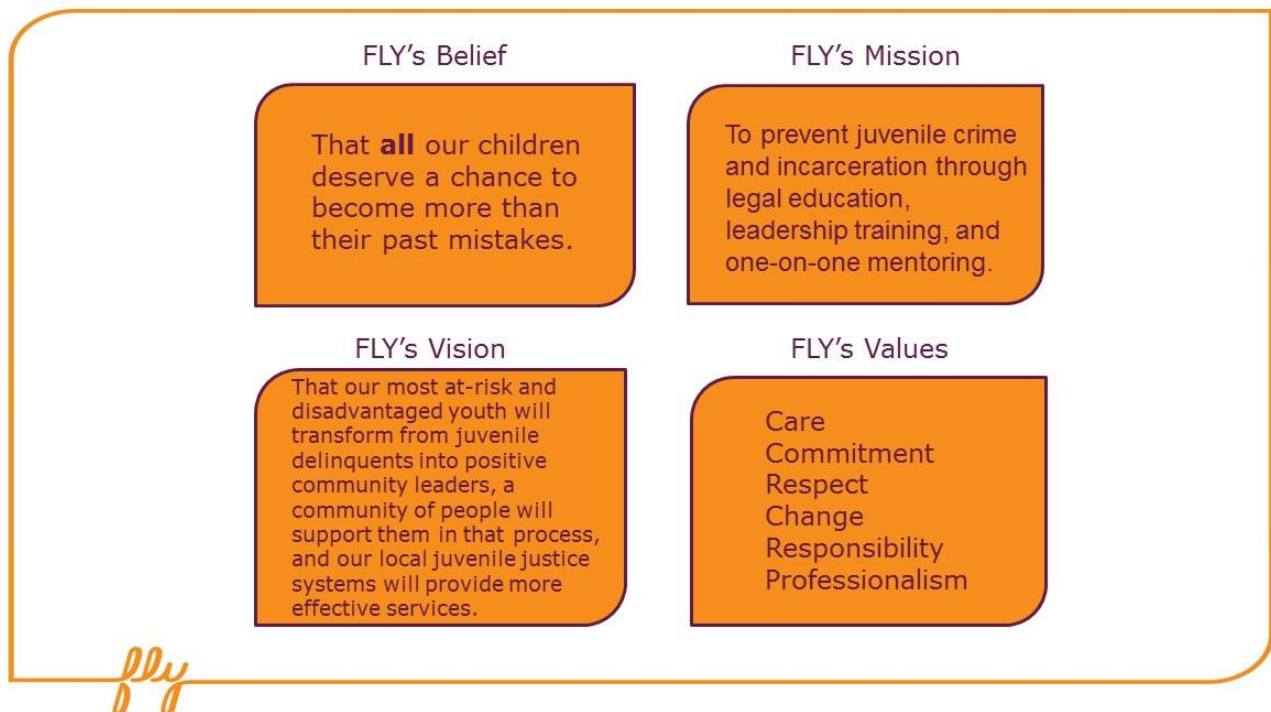 FLY’s Belief
That all our children
deserve a chance to
become more than
their past mistakes.
FLY’s Mission
To prevent juvenile crime
and incarceration through
legal education,
leadership training, and
one-on-one mentoring.
FLY’s Vision
That our most at-risk and
disadvantaged youth will
transform from juvenile
delinquents into positive
community leaders, a
community of people will
support them in that process,
and our local juvenile justice
systems will provide more
effective services.
FLY’s Values
Care
Commitment
Respect
Change
Responsibility
Professionalism
fly